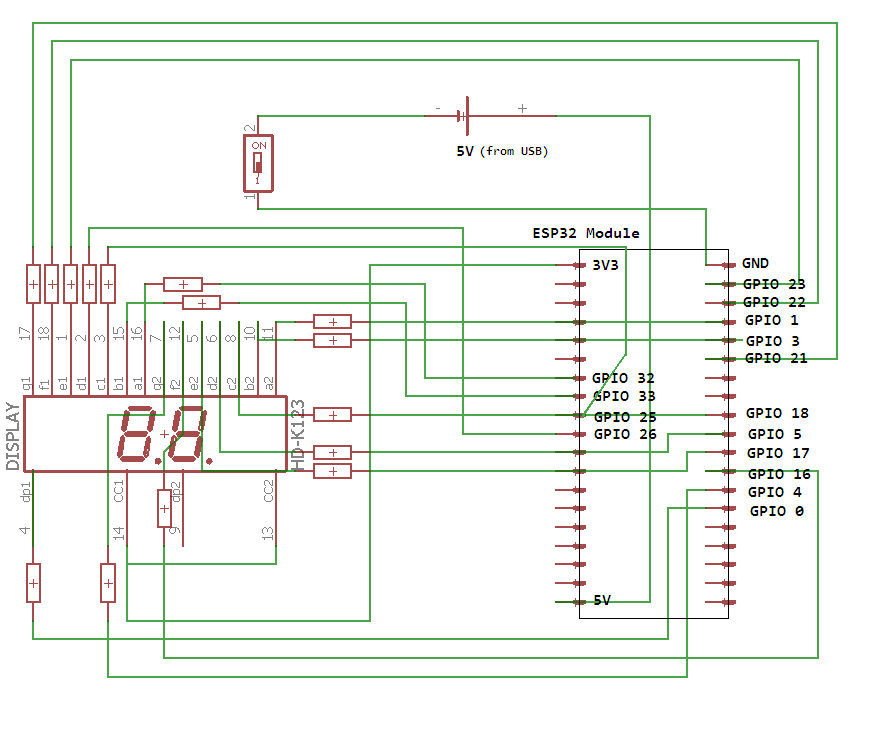 - +
2
ON
1
1
5V (from USB)
ESP32 Module
3V3
GND
GPIO 23
GPIO 22
GPIO 1
GPIO 3
GPIO 21
GPIO 32
GPIO 33
GPIO 25
GPIO 26
GPIO 18
GPIO 5
GPIO 17
GPIO 16
GPIO 4
GPIO 0
5V
17 18 1 2 3 15 16 7 12 5 6 8 10 11
g1 f1 e1 d1 c1 b1 a1 g2 f2 e2 d2 c2 b2 a2
DISPLAY
8.8.
HD-K123
dp1 CC1 dp2 CC2
4 14 9 13